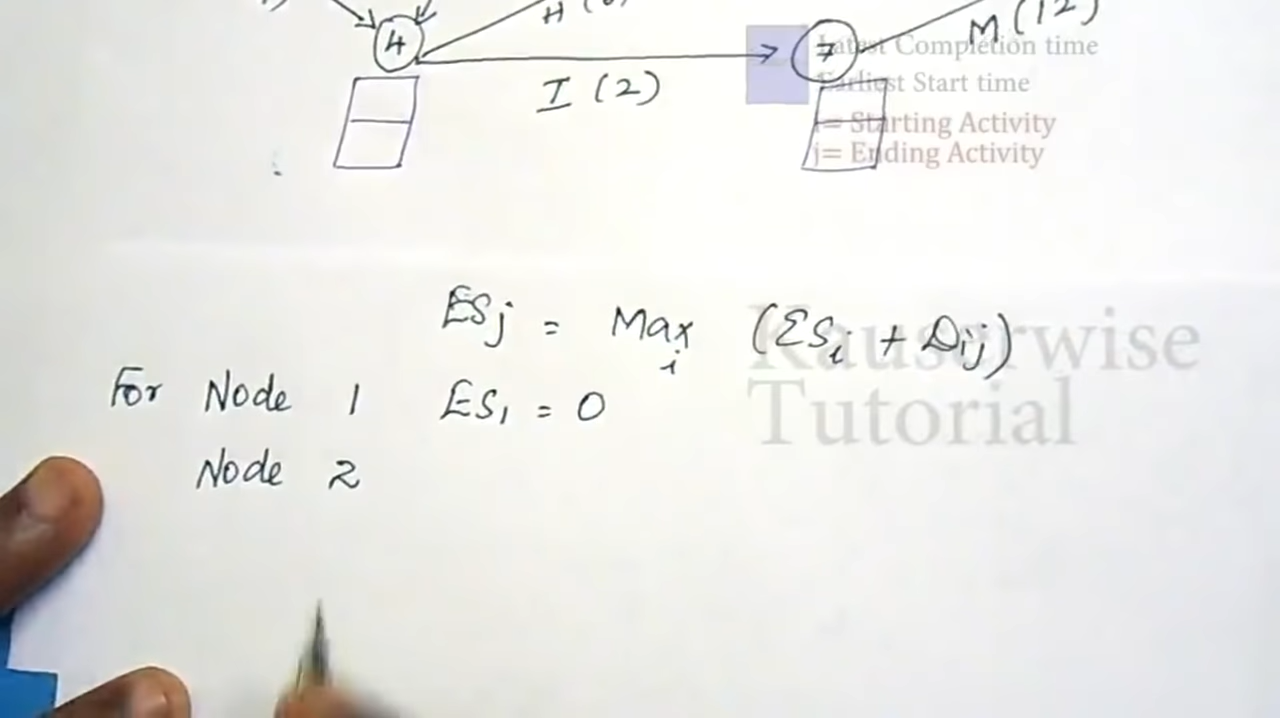 4
H (
M (12)
7
Latest Completion time
I (2)
Earliest Start time
i= Starting Activity
j= Ending Activity
ESj = Max i (ESi + Dij)
Kauserwise
For Node 1 ES1 = 0
Tutorial
Node 2